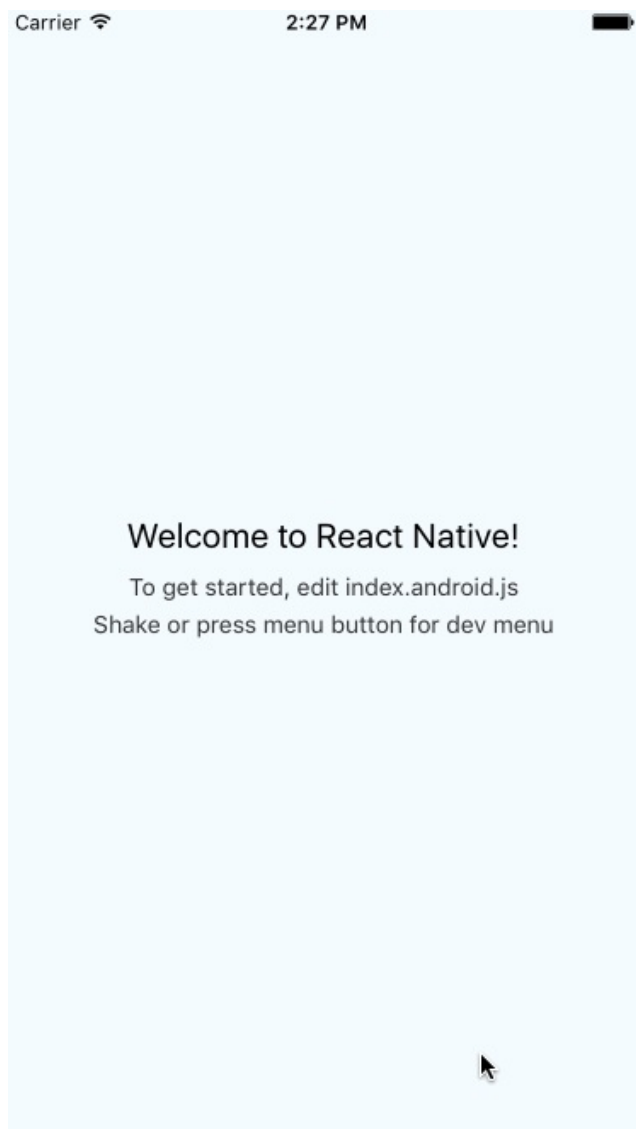 Carrier 2:27 PM
Welcome to React Native!
To get started, edit index.android.js
Shake or press menu button for dev menu